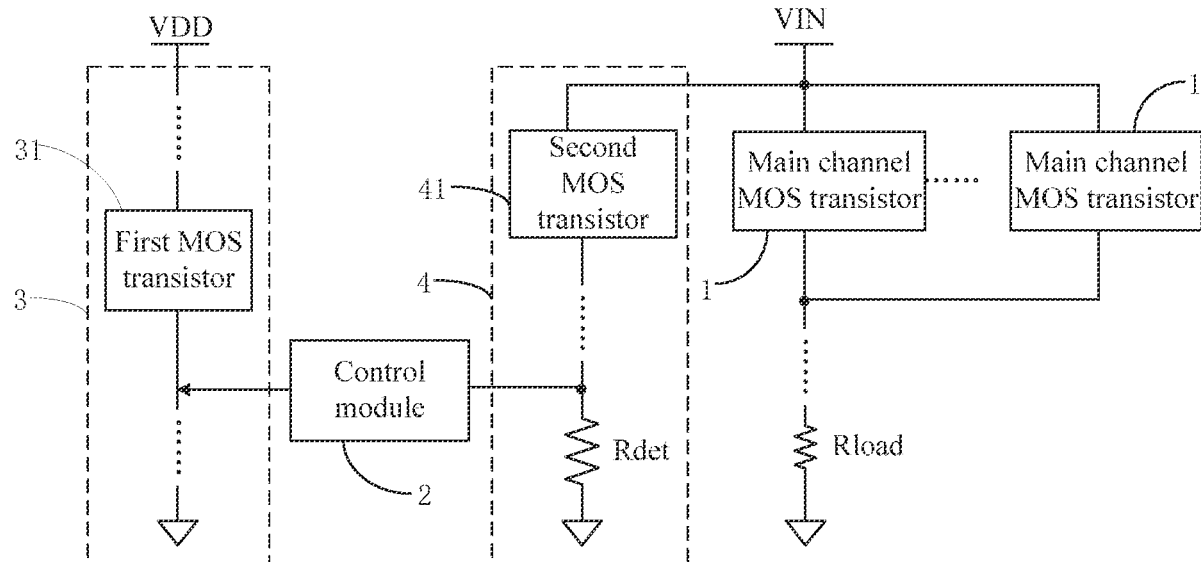 VDD
VIN
1
31
First MOS
transistor
3
41
Second
MOS
transistor
4
Main channel
MOS transistor
1
Main channel
MOS transistor
Control
module
2
Rdet
Rload